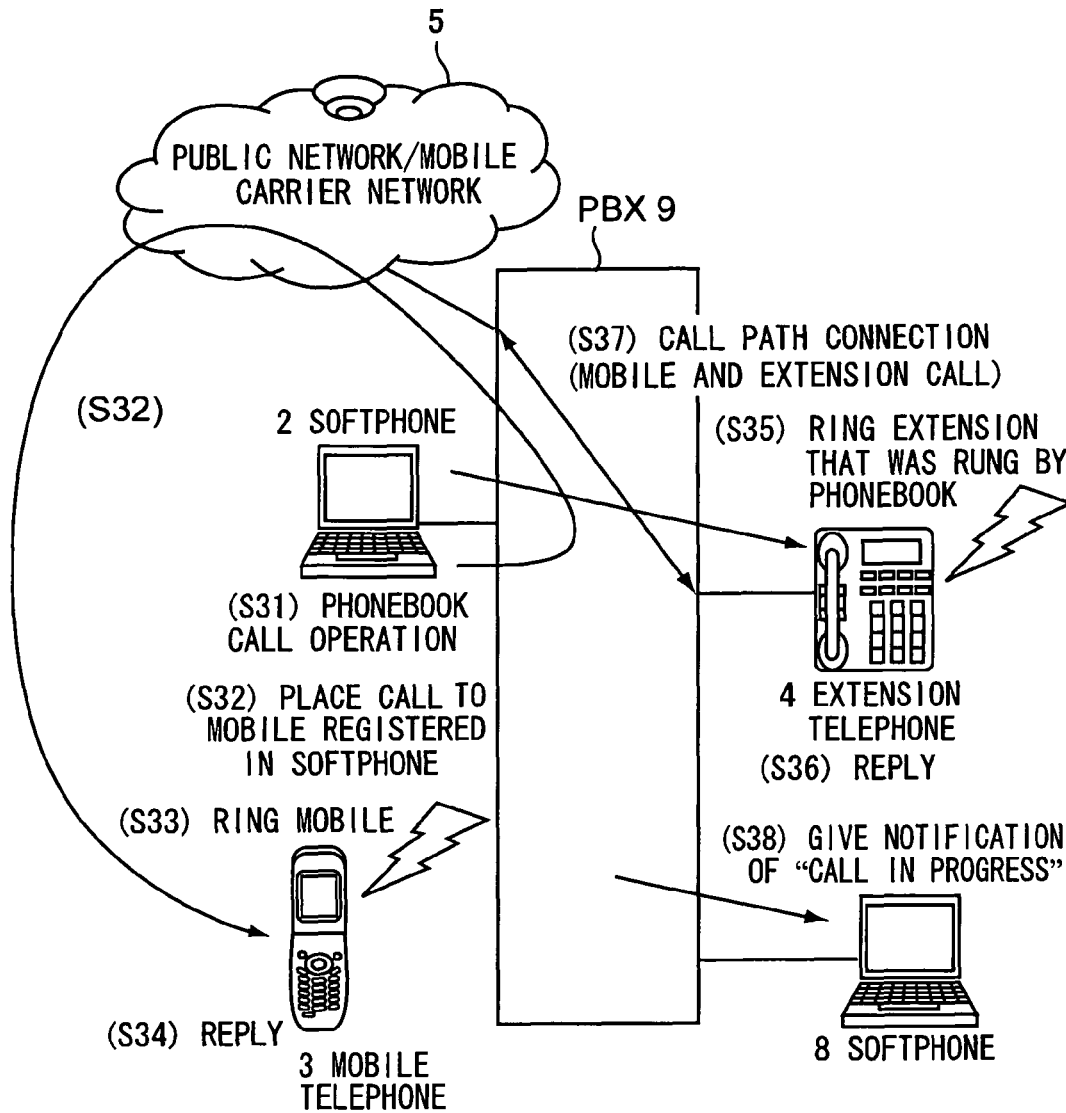 5
PUBLIC NETWORK/MOBILE
CARRIER NETWORK
PBX 9
(S37) CALL PATH CONNECTION
(MOBILE AND EXTENSION CALL)
(S32)
2 SOFTPHONE
(S35) RING EXTENSION
THAT WAS RUNG BY
PHONEBOOK
(S31) PHONEBOOK
CALL OPERATION
(S32) PLACE CALL TO
MOBILE REGISTERED
IN SOFTPHONE
4 EXTENSION
TELEPHONE
(S36) REPLY
(S33) RING MOBILE
(S38) GIVE NOTIFICATION
OF “CALL IN PROGRESS”
(S34) REPLY
3 MOBILE
TELEPHONE
8 SOFTPHONE